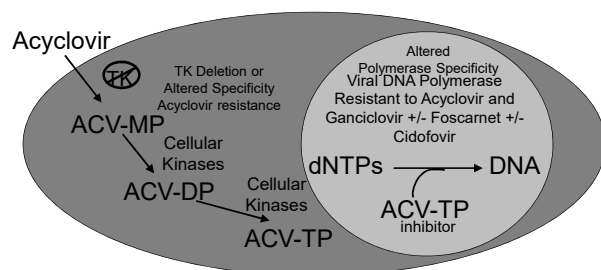 Acyclovir
TK
TK Deletion or
Altered Specificity
Acyclovir resistance
ACV-MP
Cellular
Kinases
ACV-DP
Cellular
Kinases
ACV-TP
Altered
Polymerase Specificity
Viral DNA Polymerase
Resistant to Acyclovir and
Ganciclovir +/- Foscarnet +/-
Cidofovir
dNTPs
DNA
ACV-TP
inhibitor